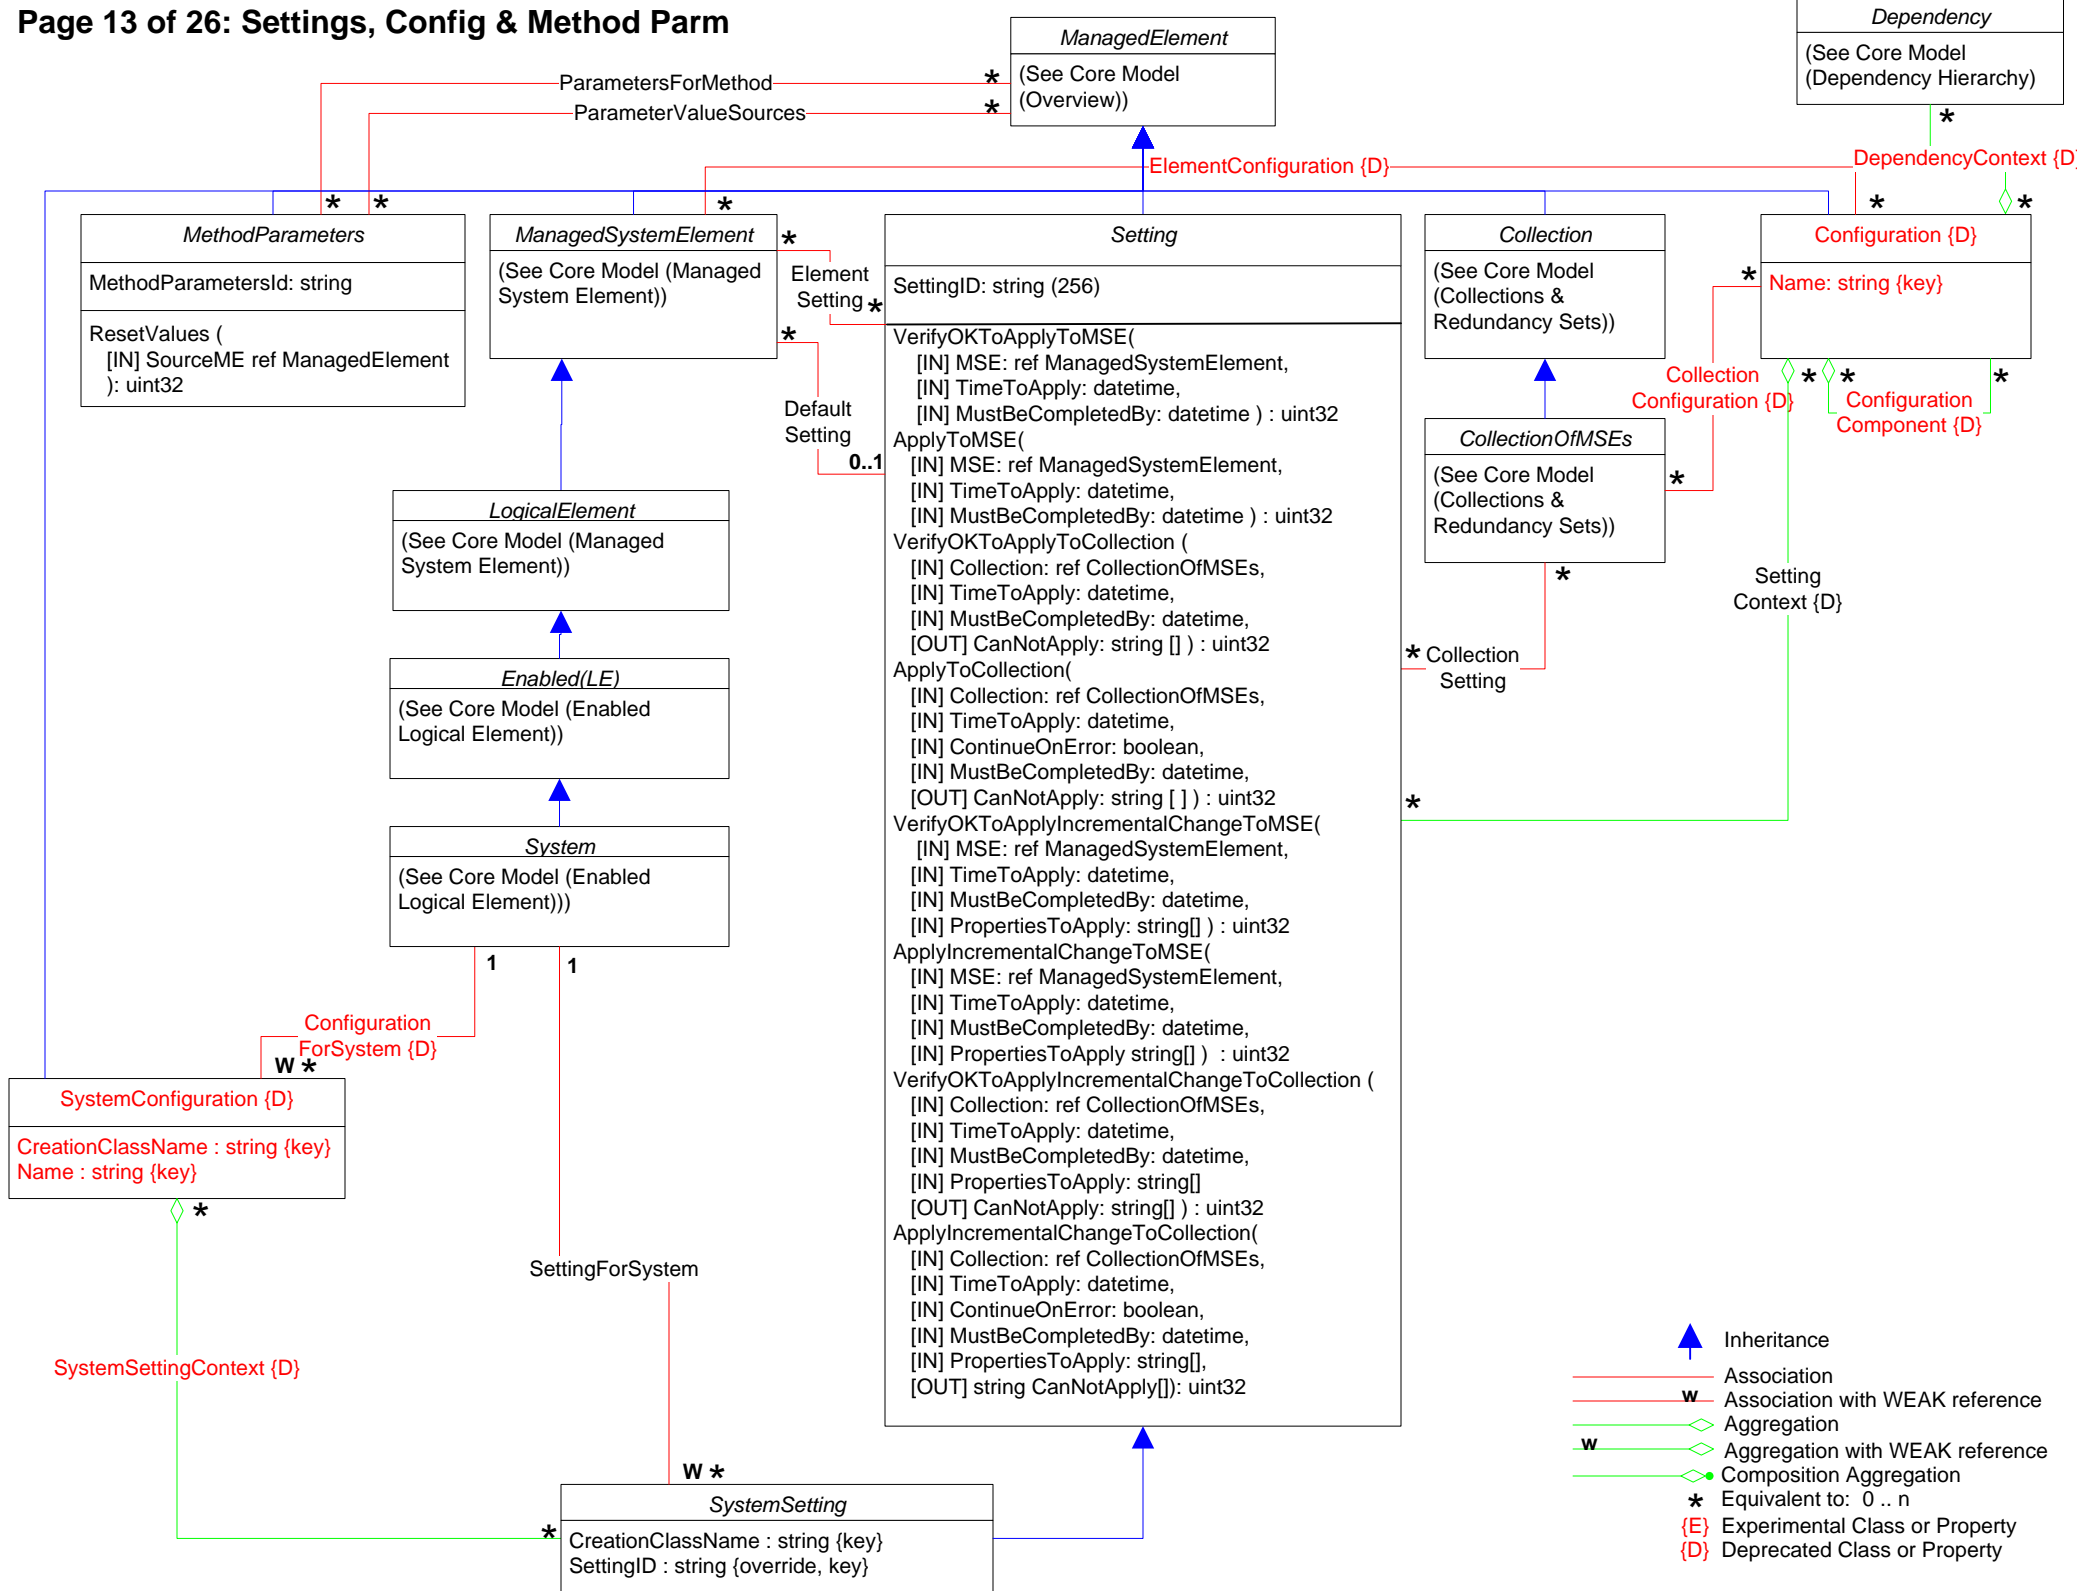 Page 13 of 26: Settings, Config & Method Parm
ManagedElement
(See Core Model
(Overview))
Dependency
(See Core Model
(Dependency Hierarchy)
*
ParametersForMethod
*
ParameterValueSources
*
ElementConfiguration {D}
DependencyContext {D}
*
*
*
*
*
MethodParameters
MethodParametersId: string
ResetValues (
[IN] SourceME ref ManagedElement
): uint32
ManagedSystemElement
(See Core Model (Managed
System Element))
*
Element
Setting
*
*
Default
Setting
0..1
Setting
SettingID: string (256)
VerifyOKToApplyToMSE(
[IN] MSE: ref ManagedSystemElement,
[IN] TimeToApply: datetime,
[IN] MustBeCompletedBy: datetime ) : uint32
ApplyToMSE(
[IN] MSE: ref ManagedSystemElement,
[IN] TimeToApply: datetime,
[IN] MustBeCompletedBy: datetime ) : uint32
VerifyOKToApplyToCollection (
[IN] Collection: ref CollectionOfMSEs,
[IN] TimeToApply: datetime,
[IN] MustBeCompletedBy: datetime,
[OUT] CanNotApply: string [] ) : uint32
ApplyToCollection(
[IN] Collection: ref CollectionOfMSEs,
[IN] TimeToApply: datetime,
[IN] ContinueOnError: boolean,
[IN] MustBeCompletedBy: datetime,
[OUT] CanNotApply: string [ ] ) : uint32
VerifyOKToApplyIncrementalChangeToMSE(
[IN] MSE: ref ManagedSystemElement,
[IN] TimeToApply: datetime,
[IN] MustBeCompletedBy: datetime,
[IN] PropertiesToApply: string[] ) : uint32
ApplyIncrementalChangeToMSE(
[IN] MSE: ref ManagedSystemElement,
[IN] TimeToApply: datetime,
[IN] MustBeCompletedBy: datetime,
[IN] PropertiesToApply string[] ) : uint32
VerifyOKToApplyIncrementalChangeToCollection (
[IN] Collection: ref CollectionOfMSEs,
[IN] TimeToApply: datetime,
[IN] MustBeCompletedBy: datetime,
[IN] PropertiesToApply: string[]
[OUT] CanNotApply: string[] ) : uint32
ApplyIncrementalChangeToCollection(
[IN] Collection: ref CollectionOfMSEs,
[IN] TimeToApply: datetime,
[IN] ContinueOnError: boolean,
[IN] MustBeCompletedBy: datetime,
[IN] PropertiesToApply: string[],
[OUT] string CanNotApply[]): uint32
Collection
(See Core Model
(Collections &
Redundancy Sets))
Configuration {D}
Name: string {key}
*
Collection
Configuration {D}
* * *
Configuration
Component {D}
CollectionOfMSEs
(See Core Model
(Collections &
Redundancy Sets))
*
*
* Collection
Setting
Setting
Context {D}
*
LogicalElement
(See Core Model (Managed
System Element))
Enabled(LE)
(See Core Model (Enabled
Logical Element))
System
(See Core Model (Enabled
Logical Element)))
1
1
Configuration
ForSystem {D}
W *
SystemConfiguration {D}
CreationClassName : string {key}
Name : string {key}
*
SettingForSystem
SystemSettingContext {D}
W *
*
SystemSetting
CreationClassName : string {key}
SettingID : string {override, key}
Inheritance
Association
w Association with WEAK reference
Aggregation
w Aggregation with WEAK reference
Composition Aggregation
* Equivalent to: 0 .. n
{E} Experimental Class or Property
{D} Deprecated Class or Property